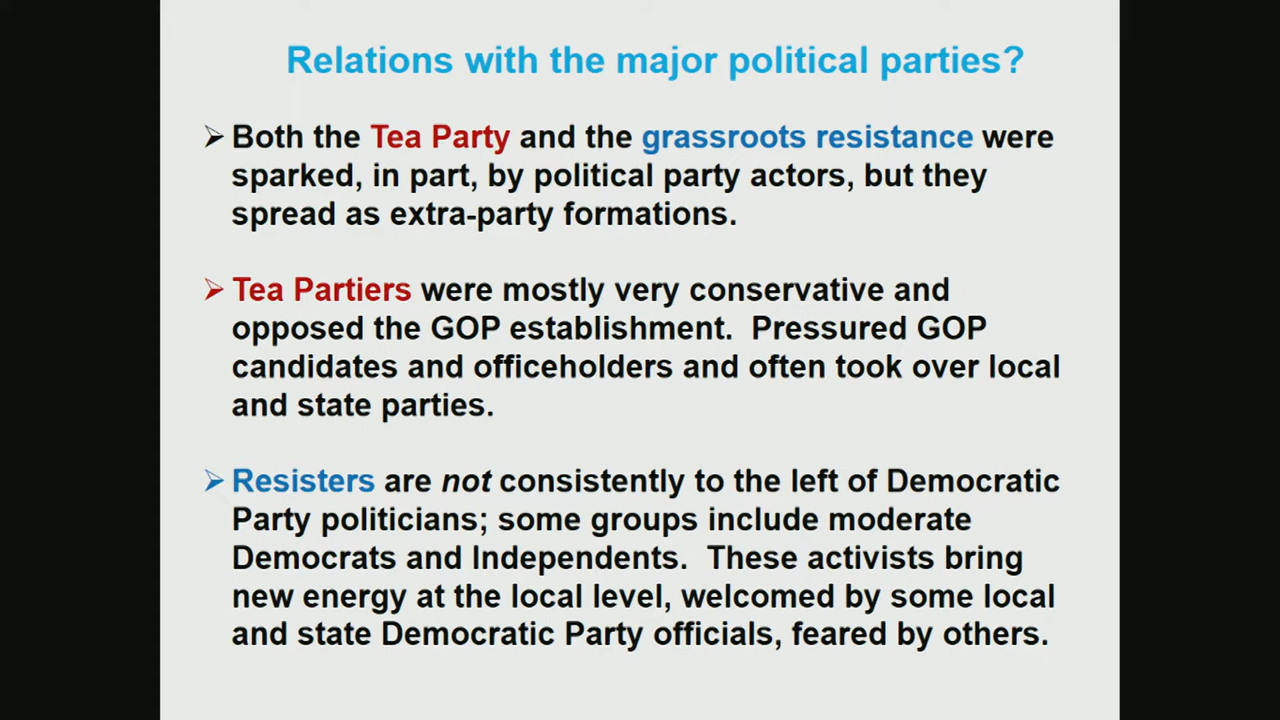 Relations with the major political parties?
➢ Both the Tea Party and the grassroots resistance were
sparked, in part, by political party actors, but they
spread as extra-party formations.
➢ Tea Partiers were mostly very conservative and
opposed the GOP establishment. Pressured GOP
candidates and officeholders and often took over local
and state parties.
➢ Resisters are not consistently to the left of Democratic
Party politicians; some groups include moderate
Democrats and Independents. These activists bring
new energy at the local level, welcomed by some local
and state Democratic Party officials, feared by others.